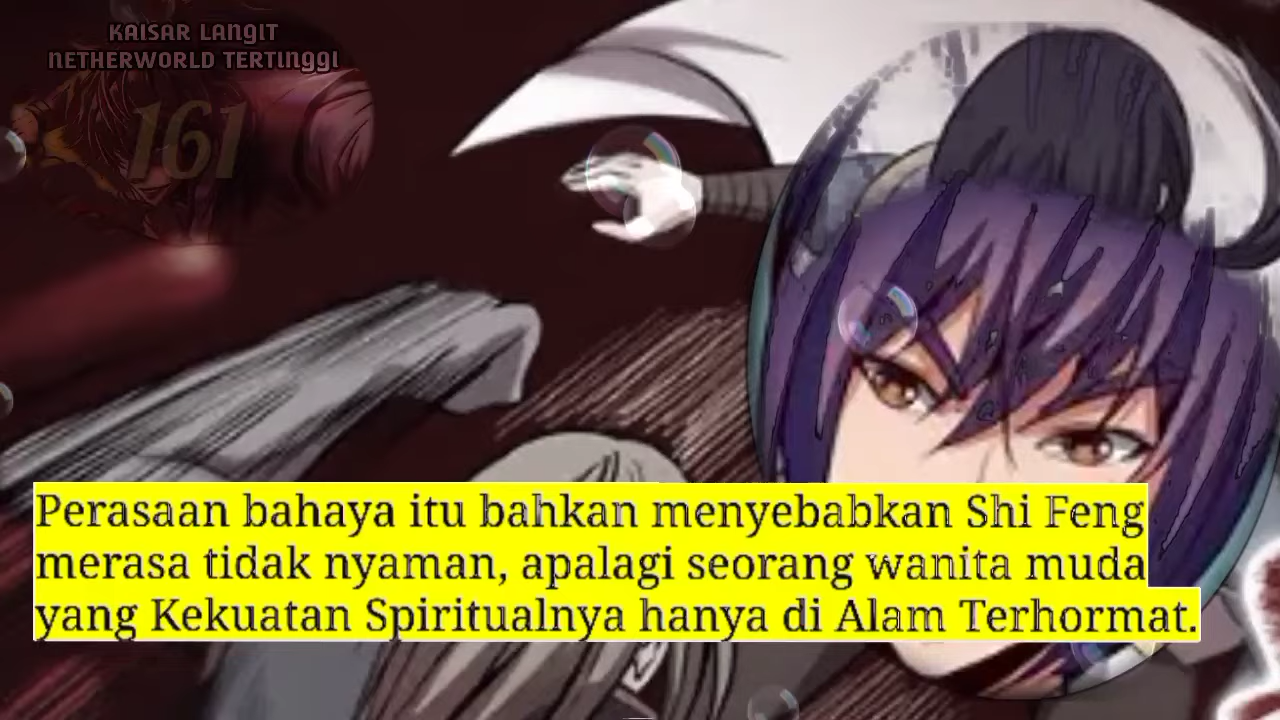 KAISAR LANGIT
NETHERWORLD TERTINGGI
161
Perasaan bahaya itu bahkan menyebabkan Shi Feng
merasa tidak nyaman, apalagi seorang wanita muda
yang Kekuatan Spiritualnya hanya di Alam Terhormat.